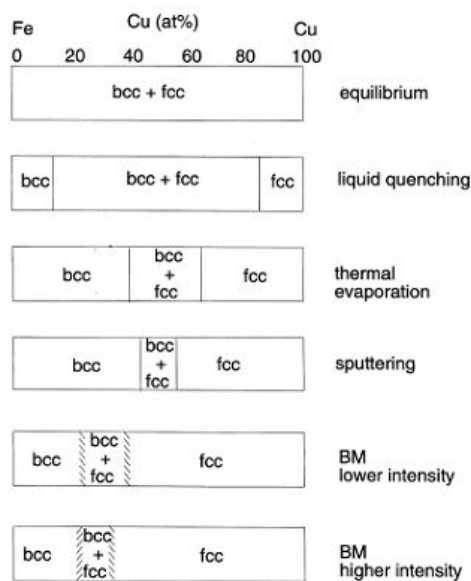 Fe Cu (at%) Cu
0 20 40 60 80 100
bcc + fcc equilibrium
bcc bcc + fcc fcc liquid quenching
bcc bcc + fcc fcc thermal evaporation
bcc bcc + fcc fcc sputtering
bcc bcc + fcc fcc BM lower intensity
bcc bcc + fcc fcc BM higher intensity